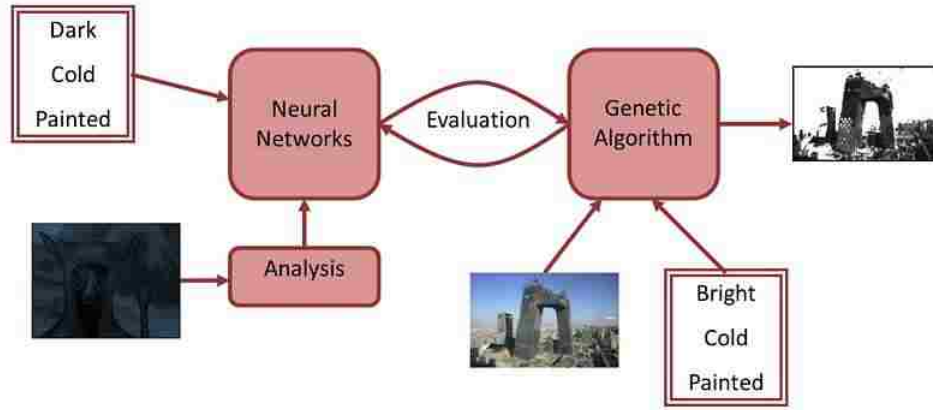 Dark
Cold
Painted
Neural
Networks
Evaluation
Genetic
Algorithm
Analysis
Bright
Cold
Painted